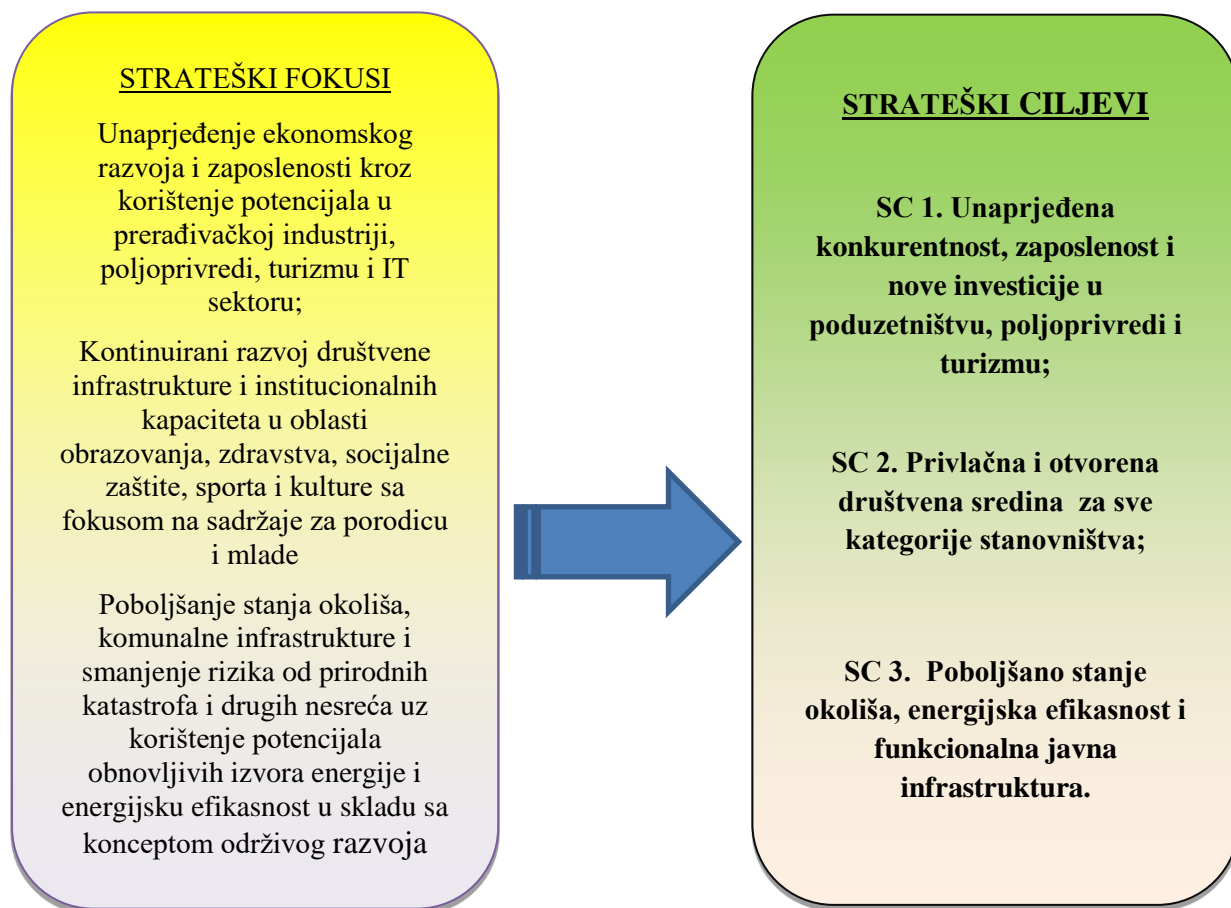 STRATEŠKI FOKUSI
Unaprjeđenje ekonomskog
razvoja i zaposlenosti kroz
korištenje potencijala u
prerađivačkoj industriji,
poljoprivredi, turizmu i IT
sektoru;
Kontinuirani razvoj društvene
infrastrukture i institucionalnih
kapaciteta u oblasti
obrazovanja, zdravstva, socijalne
zaštite, sporta i kulture sa
fokusom na sadržaje za porodicu
i mlade
Poboljšanje stanja okoliša,
komunalne infrastrukture i
smanjenje rizika od prirodnih
katastrofa i drugih nesreća uz
korištenje potencijala
obnovljivih izvora energije i
energijsku efikasnost u skladu sa
konceptom održivog razvoja
STRATEŠKI CILJEVI
SC 1. Unaprjeđena
konkurentnost, zaposlenost i
nove investicije u
poduzetništvu, poljoprivredi i
turizmu;
SC 2. Privlačna i otvorena
društvena sredina  za sve
kategorije stanovništva;
SC 3.  Poboljšano stanje
okoliša, energijska efikasnost i
funkcionalna javna
infrastruktura.